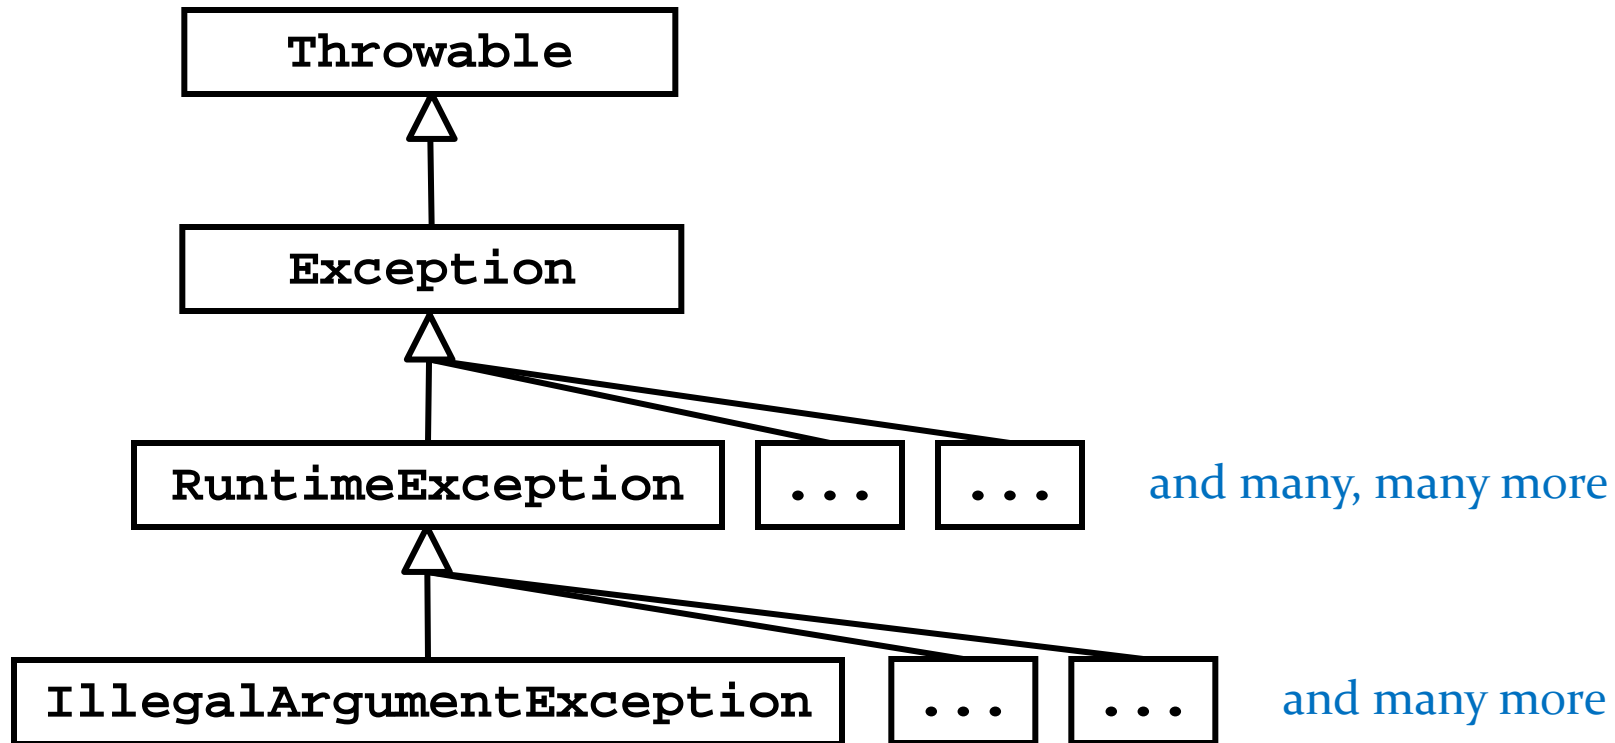 Throwable
Exception
RuntimeException ... ... and many, many more
IllegalArgumentException ... ... and many more